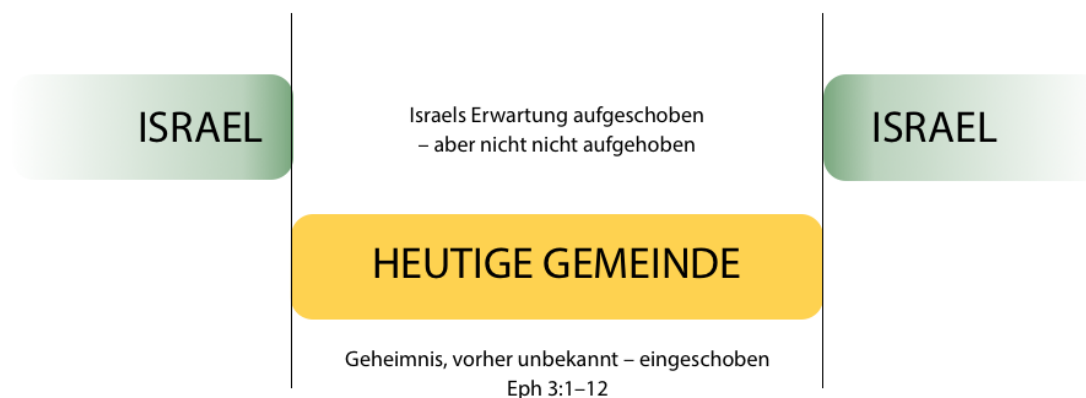 ISRAEL
Israels Erwartung aufgeschoben
– aber nicht nicht aufgehoben
ISRAEL
HEUTIGE GEMEINDE
Geheimnis, vorher unbekannt – eingeschoben
Eph 3:1–12